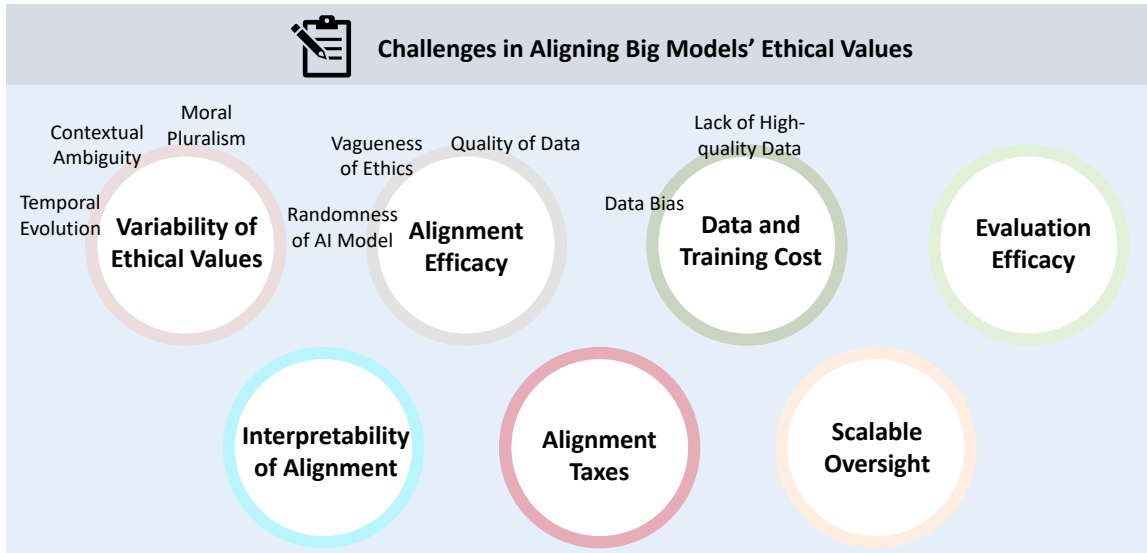 Challenges in Aligning Big Models' Ethical Values
Moral
Pluralism
Contextual
Ambiguity
Temporal
Evolution
Variability of
Ethical Values
Vagueness
of Ethics
Quality of Data
Randomness
of AI Model
Alignment
Efficacy
Lack of High-
quality Data
Data Bias
Data and
Training Cost
Evaluation
Efficacy
Interpretability
of Alignment
Alignment
Taxes
Scalable
Oversight